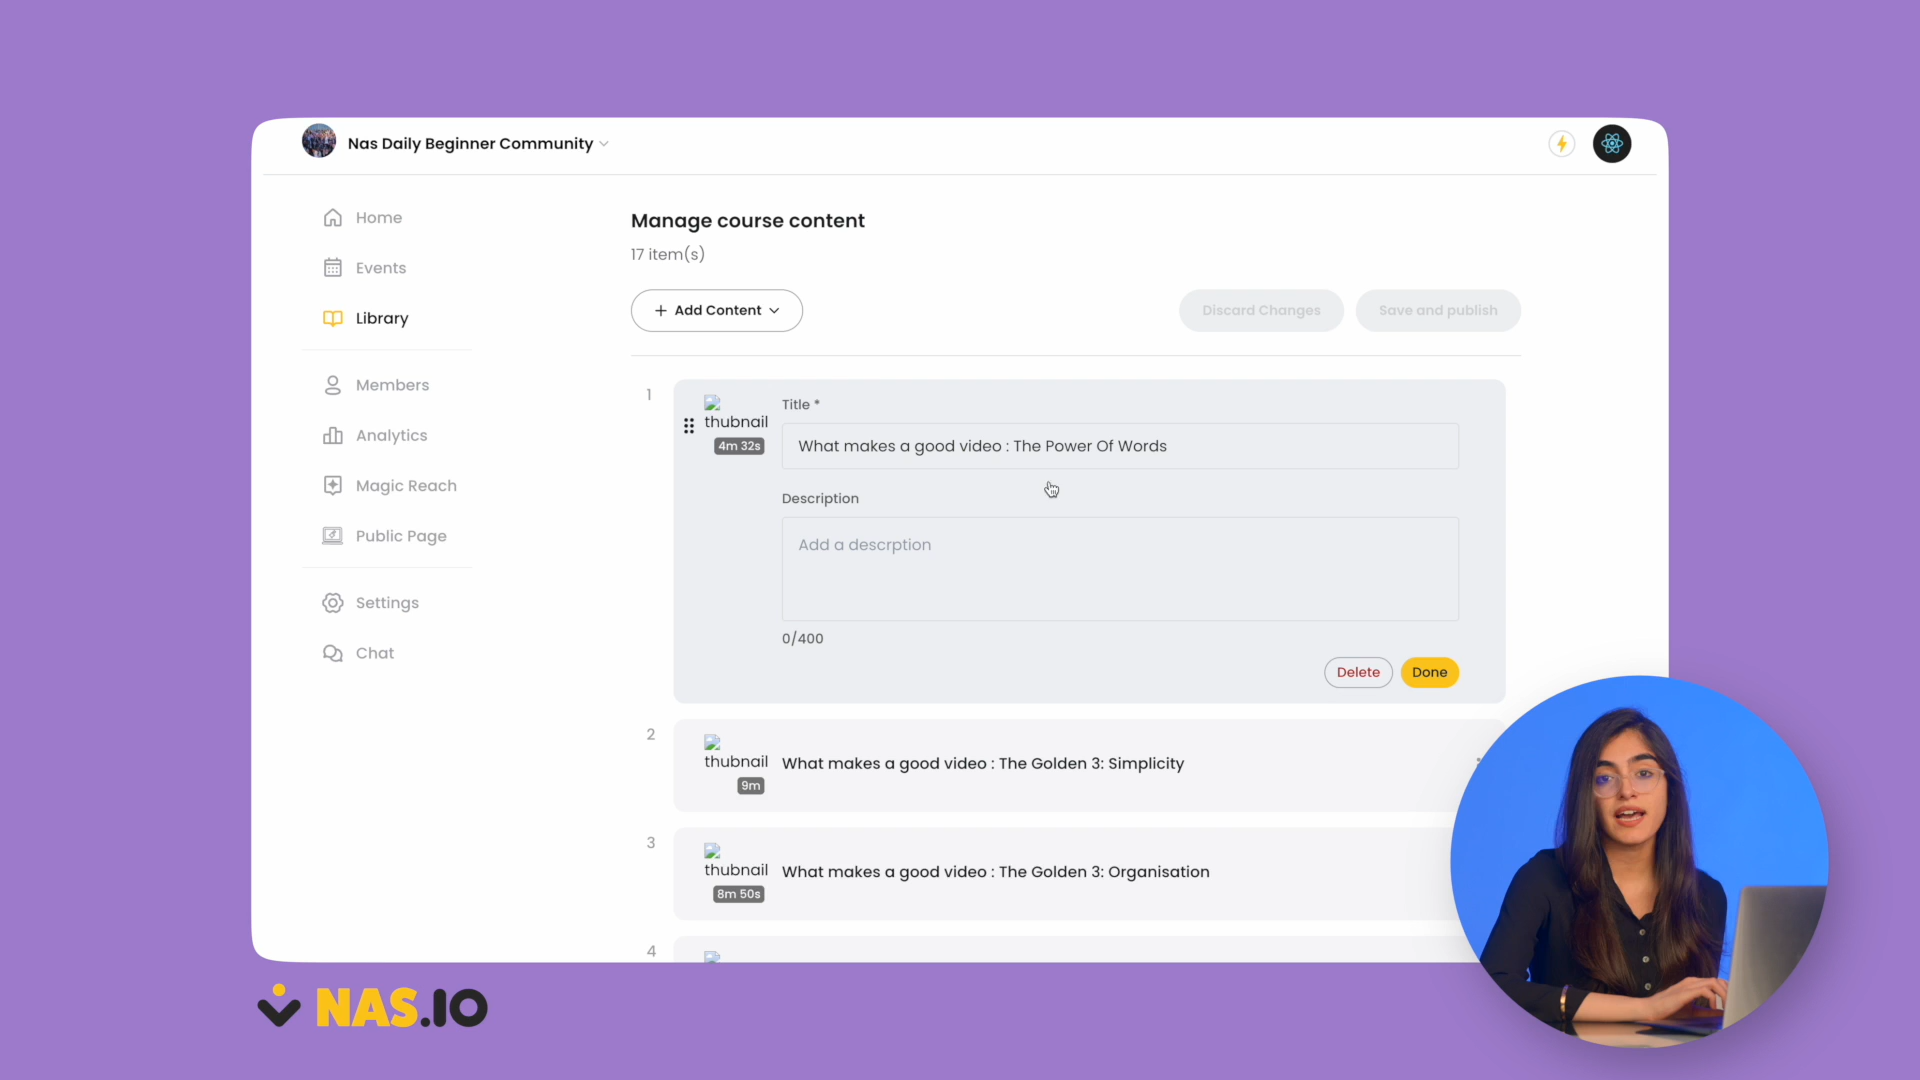 Nas Daily Beginner Community
Home
Events
Library
Members
Analytics
Magic Reach
Public Page
Settings
Chat
Manage course content
17 item(s)
+ Add Content
Discard Changes
Save and publish
1
thubnail
4m 32s
Title *
What makes a good video : The Power Of Words
Description
Add a descrption
0/400
Delete
Done
2
thubnail
9m
What makes a good video : The Golden 3: Simplicity
3
thubnail
8m 50s
What makes a good video : The Golden 3: Organisation
4
NAS.IO